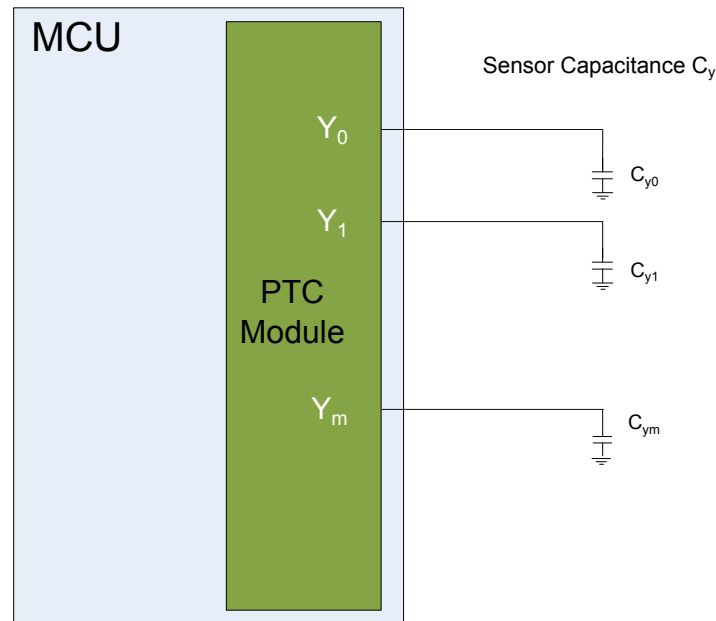 MCU
Sensor Capacitance Cy
Y0
Cy0
Y1
Cy1
PTC
Module
Ym
Cym